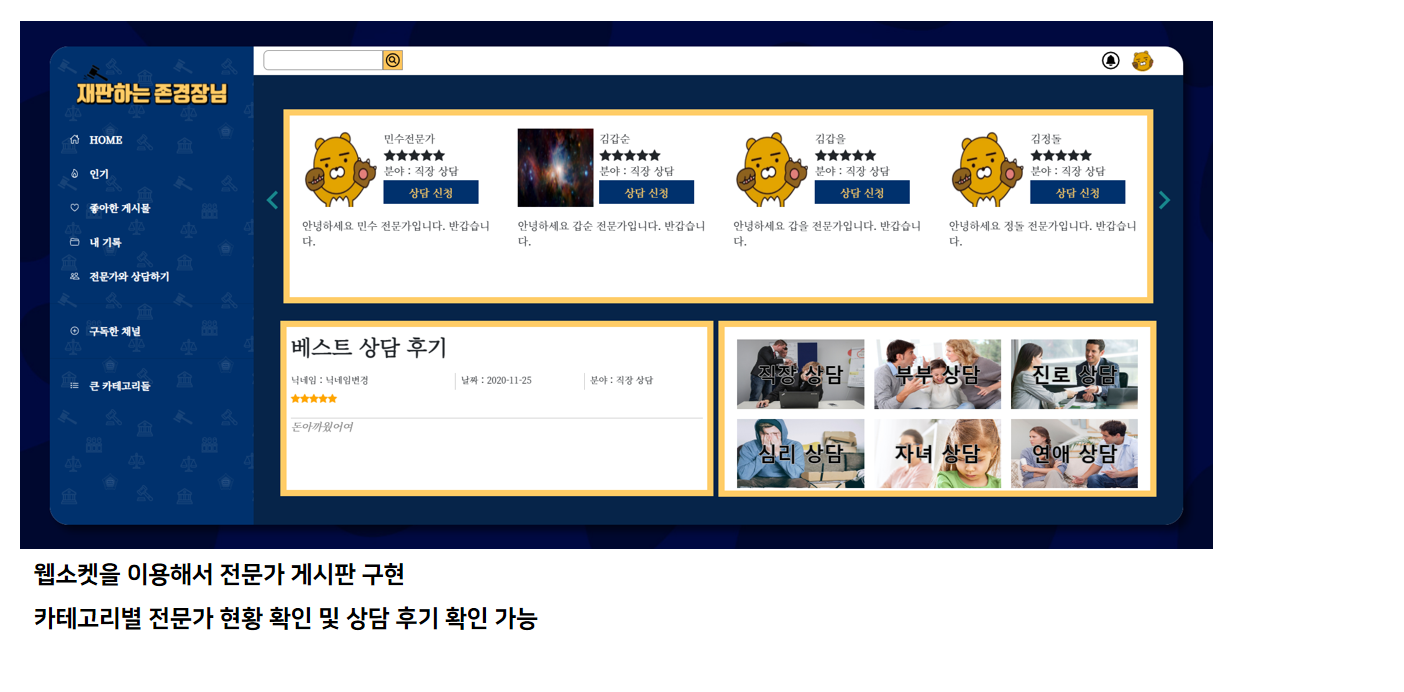 재판하는 존경장님
HOME
인기
좋아한 게시물
내 기록
전문가와 상담하기
구독한 채널
큰 카테고리들
민수전문가
★★★★★
분야 : 직장 상담
상담 신청
안녕하세요 민수 전문가입니다. 반갑습니
다.
김갑순
★★★★★
분야 : 직장 상담
상담 신청
안녕하세요 갑순 전문가입니다. 반갑습니
다.
김갑을
★★★★★
분야 : 직장 상담
상담 신청
안녕하세요 갑을 전문가입니다. 반갑습니
다.
김정돌
★★★★★
분야 : 직장 상담
상담 신청
안녕하세요 정돌 전문가입니다. 반갑습니
다.
베스트 상담 후기
닉네임 : 닉네임변경
날짜 : 2020-11-25
분야 : 직장 상담
★★★★★
돈아까웠어여
직장 상담
부부 상담
진로 상담
심리 상담
자녀 상담
연애 상담
웹소켓을 이용해서 전문가 게시판 구현
카테고리별 전문가 현황 확인 및 상담 후기 확인 가능